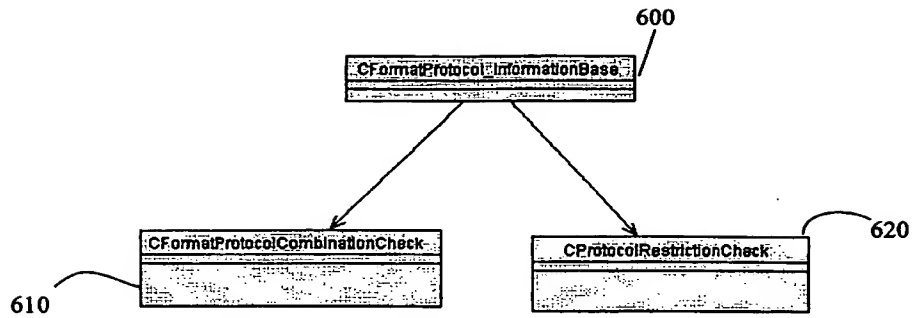 600
CFormatProtocol_InformationBase
CFormatProtocolCombinationCheck
CProtocolRestrictionCheck
620
610